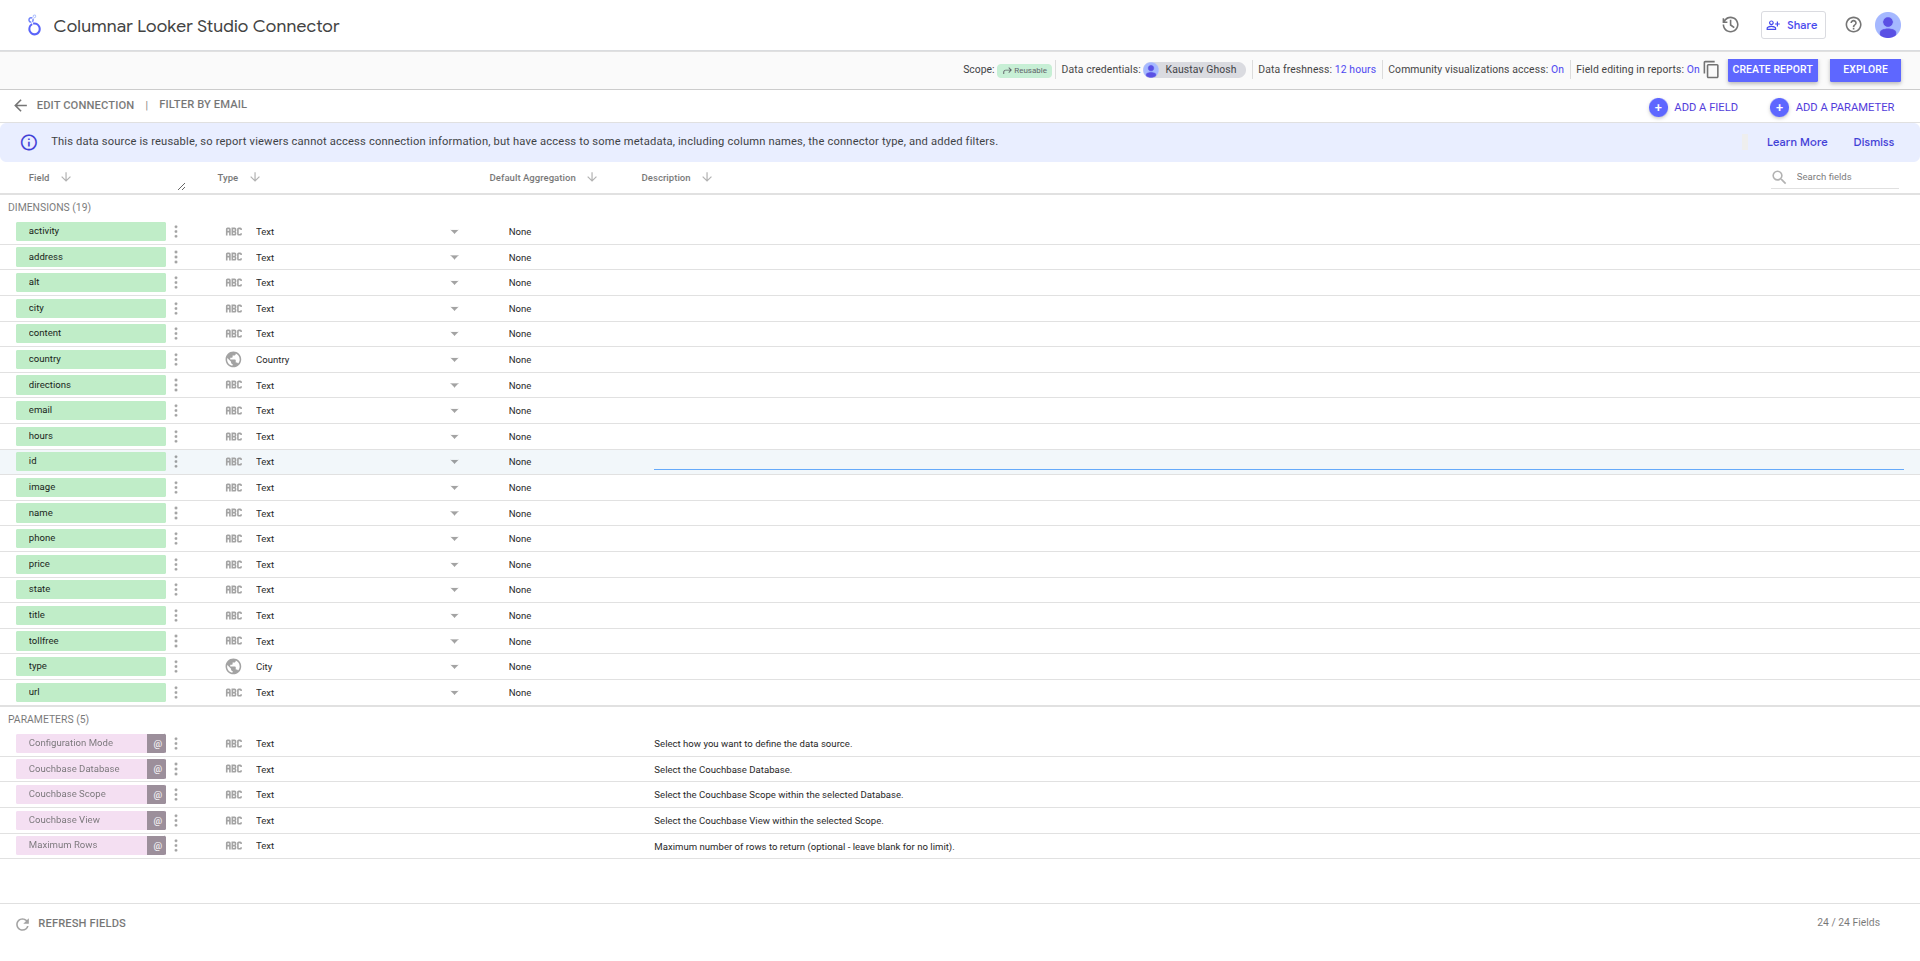 Columnar Looker Studio Connector
Share
Scope: Reusable Data credentials: Kaustav Ghosh Data freshness: 12 hours Community visualizations access: On Field editing in reports: On CREATE REPORT EXPLORE
EDIT CONNECTION | FILTER BY EMAIL + ADD A FIELD + ADD A PARAMETER
This data source is reusable, so report viewers cannot access connection information, but have access to some metadata, including column names, the connector type, and added filters. Learn More Dismiss
Field Type Default Aggregation Description Search fields
DIMENSIONS (19)
activity ABC Text None
address ABC Text None
alt ABC Text None
city ABC Text None
content ABC Text None
country Country None
directions ABC Text None
email ABC Text None
hours ABC Text None
id ABC Text None
image ABC Text None
name ABC Text None
phone ABC Text None
price ABC Text None
state ABC Text None
title ABC Text None
tollfree ABC Text None
type City None
url ABC Text None
PARAMETERS (5)
Configuration Mode @ ABC Text Select how you want to define the data source.
Couchbase Database @ ABC Text Select the Couchbase Database.
Couchbase Scope @ ABC Text Select the Couchbase Scope within the selected Database.
Couchbase View @ ABC Text Select the Couchbase View within the selected Scope.
Maximum Rows @ ABC Text Maximum number of rows to return (optional - leave blank for no limit).
REFRESH FIELDS 24 / 24 Fields